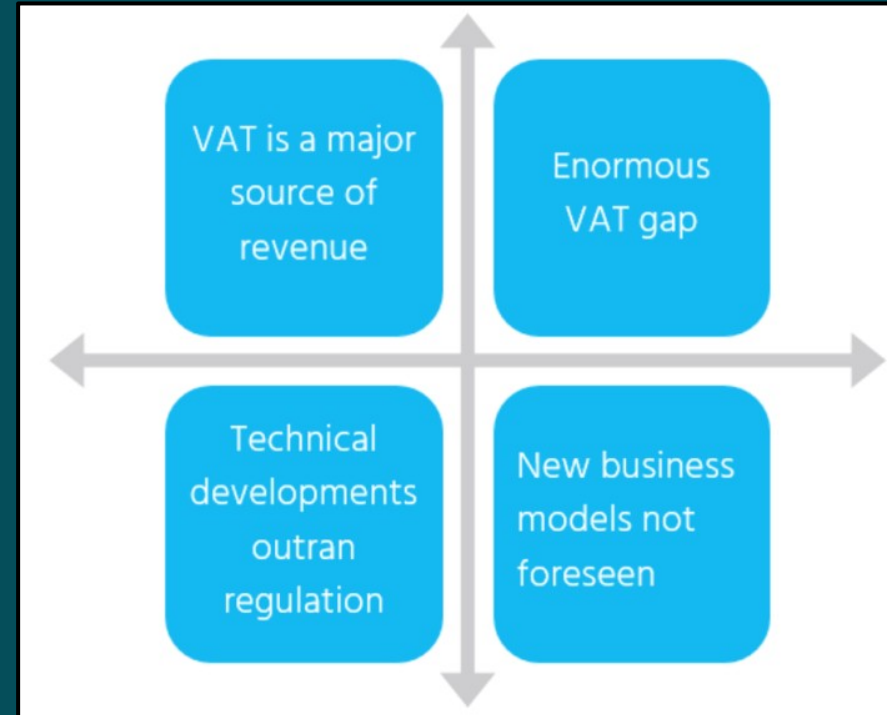 VAT is a major
source of
revenue
Enormous
VAT gap
Technical
developments
outran
regulation
New business
models not
foreseen